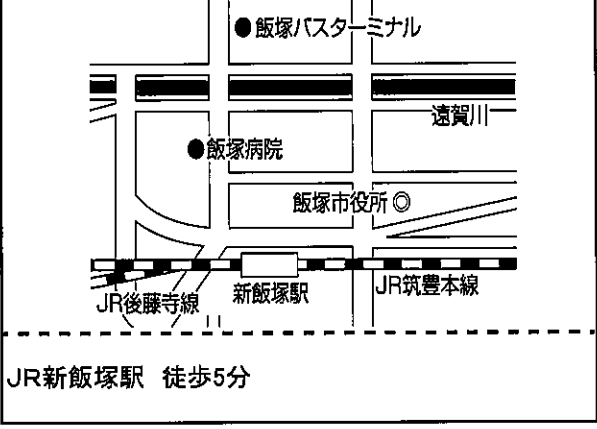 飯塚バスターミナル
遠賀川
飯塚病院
飯塚市役所
新飯塚駅
JR筑豊本線
JR後藤寺線
JR新飯塚駅 徒歩5分